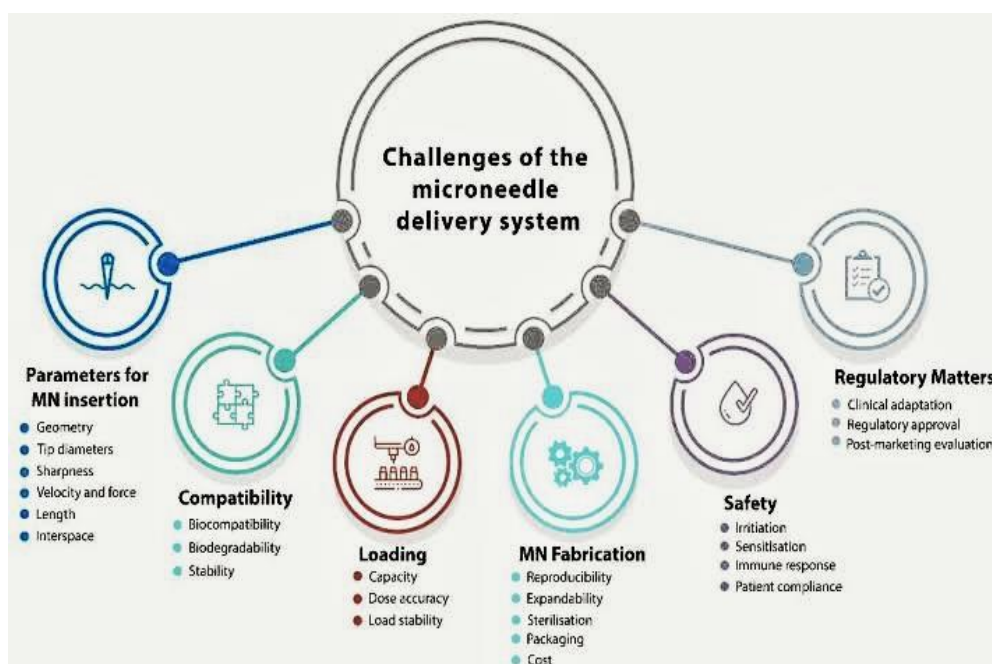 Challenges of the
microneedle
delivery system
Parameters for
MN insertion
Geometry
Tip diameters
Sharpness
Velocity and force
Length
Interspace
Compatibility
Biocompatibility
Biodegradability
Stability
Loading
Capacity
Dose accuracy
Load stability
MN Fabrication
Reproducibility
Expandability
Sterilisation
Packaging
Cost
Safety
Irritiation
Sensitisation
Immune response
Patient compliance
Regulatory Matters
Clinical adaptation
Regulatory approval
Post-marketing evaluation